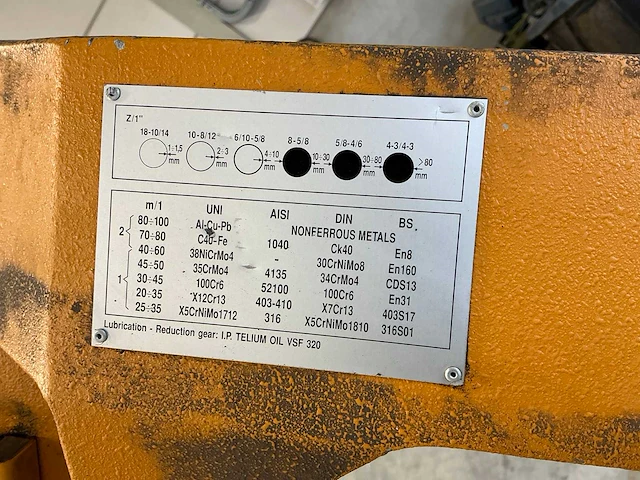 Z/1"
18-10/14 10-8/12 6/10-5/8 8-5/8 5/8-4/6 4-3/4-3
1÷1,5 mm 2÷3 mm 4÷10 mm 10÷30 mm 30÷80 mm >80 mm
m/1 UNI AISI DIN BS.
80÷100 Al-Cu-Pb NONFERROUS METALS
2 70÷80 C40-Fe 1040 Ck40 En8
40÷60 38NiCrMo4 - 30CrNiMo8 En160
45÷50 35CrMo4 4135 34CrMo4 CDS13
1 30÷45 100Cr6 52100 100Cr6 En31
20÷35 X12Cr13 403-410 X7Cr13 403S17
25÷35 X5CrNiMo1712 316 X5CrNiMo1810 316S01
Lubrication - Reduction gear: I.P. TELIUM OIL VSF 320